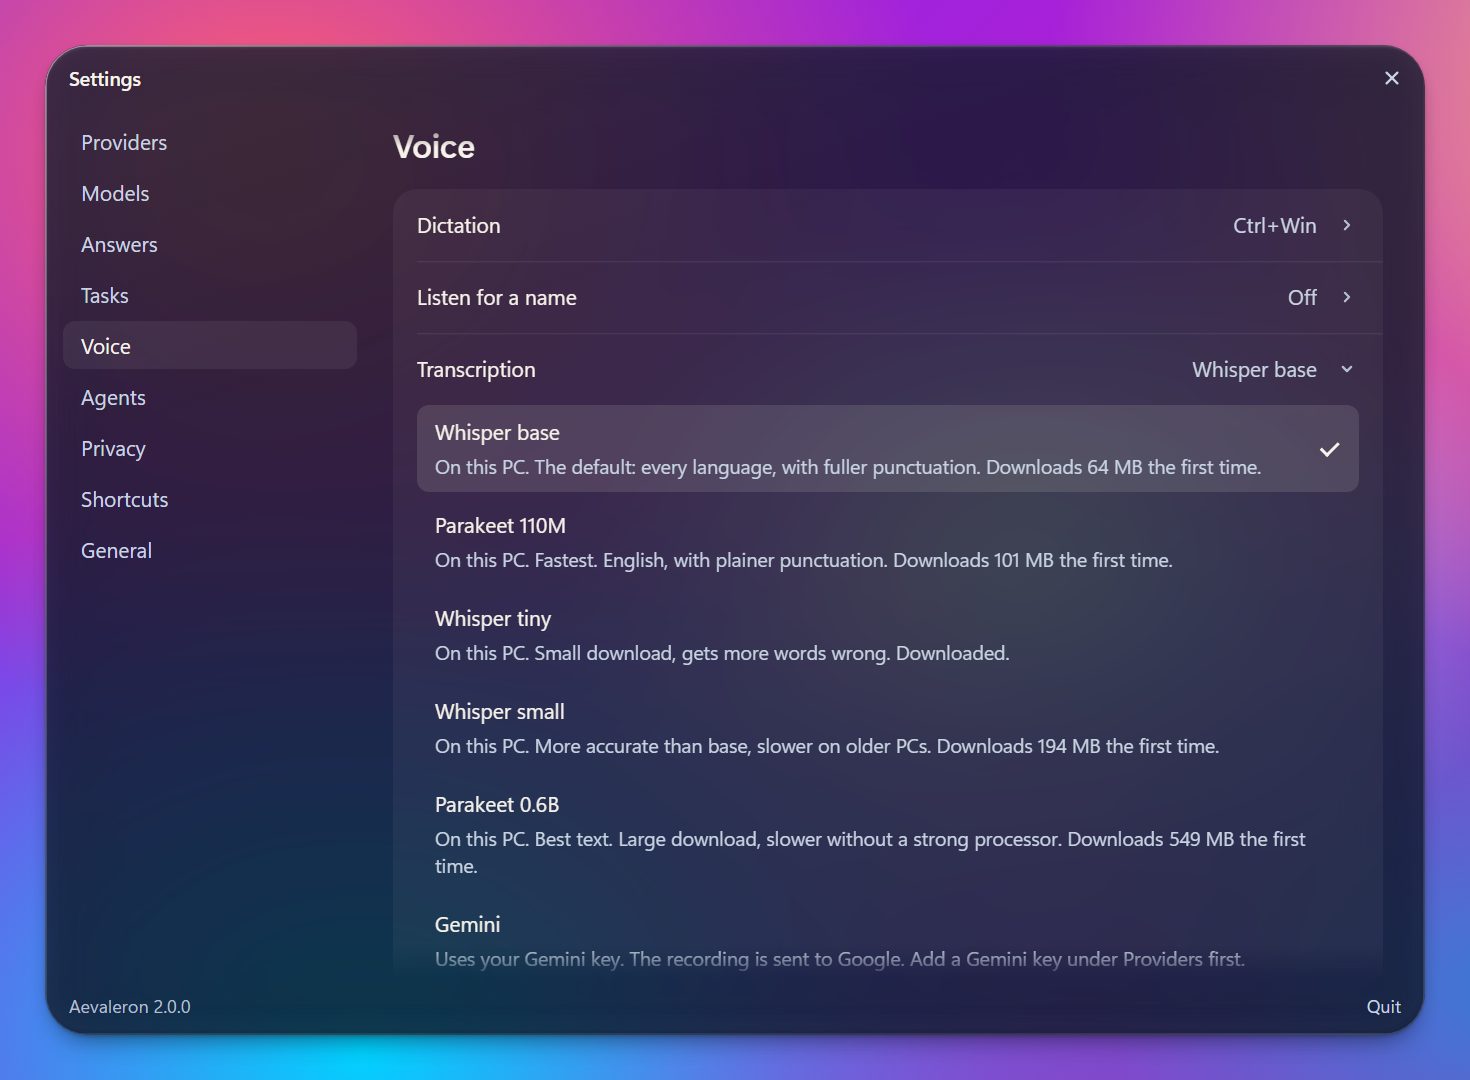 Settings
Providers
Models
Answers
Tasks
Voice
Agents
Privacy
Shortcuts
General
Voice
Dictation Ctrl+Win
Listen for a name Off
Transcription Whisper base
Whisper base
On this PC. The default: every language, with fuller punctuation. Downloads 64 MB the first time.
Parakeet 110M
On this PC. Fastest. English, with plainer punctuation. Downloads 101 MB the first time.
Whisper tiny
On this PC. Small download, gets more words wrong. Downloaded.
Whisper small
On this PC. More accurate than base, slower on older PCs. Downloads 194 MB the first time.
Parakeet 0.6B
On this PC. Best text. Large download, slower without a strong processor. Downloads 549 MB the first
time.
Gemini
Uses your Gemini key. The recording is sent to Google. Add a Gemini key under Providers first.
Aevaleron 2.0.0
Quit